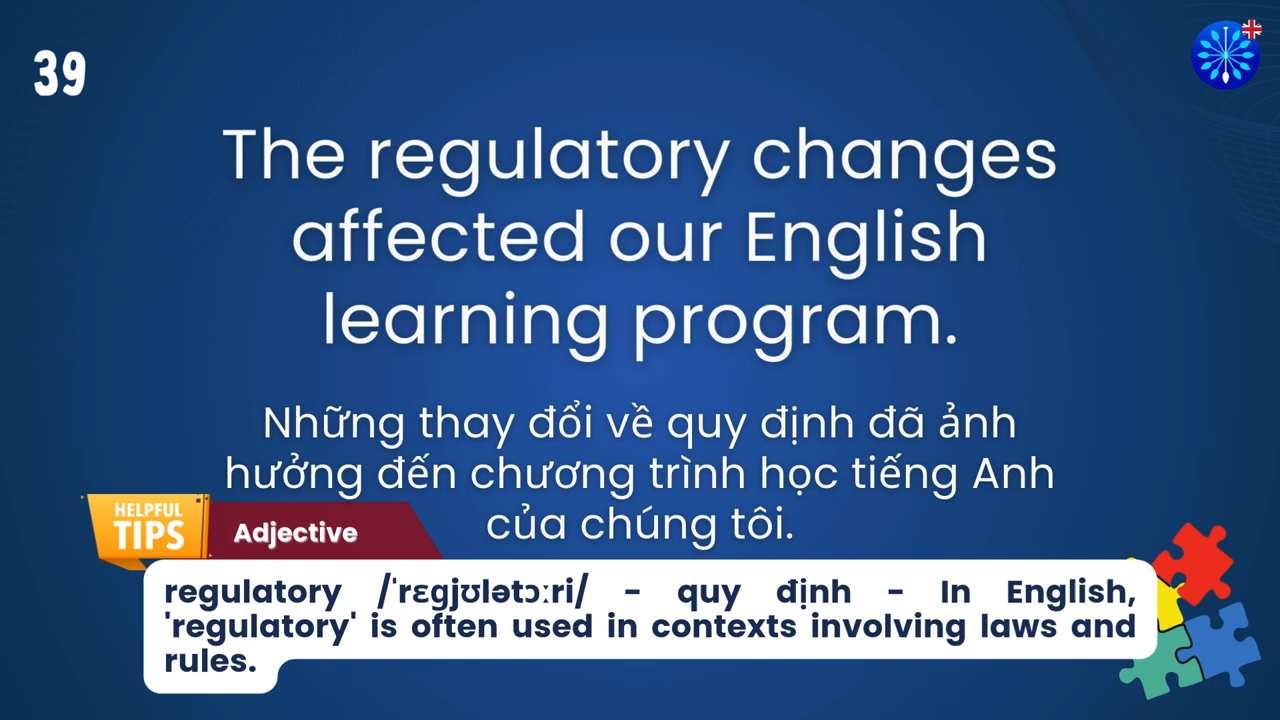 39
The regulatory changes
affected our English
learning program.
Những thay đổi về quy định đã ảnh
hưởng đến chương trình học tiếng Anh
của chúng tôi.
HELPFUL
TIPS
Adjective
regulatory /ˈrɛɡjʊlətɔːri/ - quy định - In English,
'regulatory' is often used in contexts involving laws and
rules.